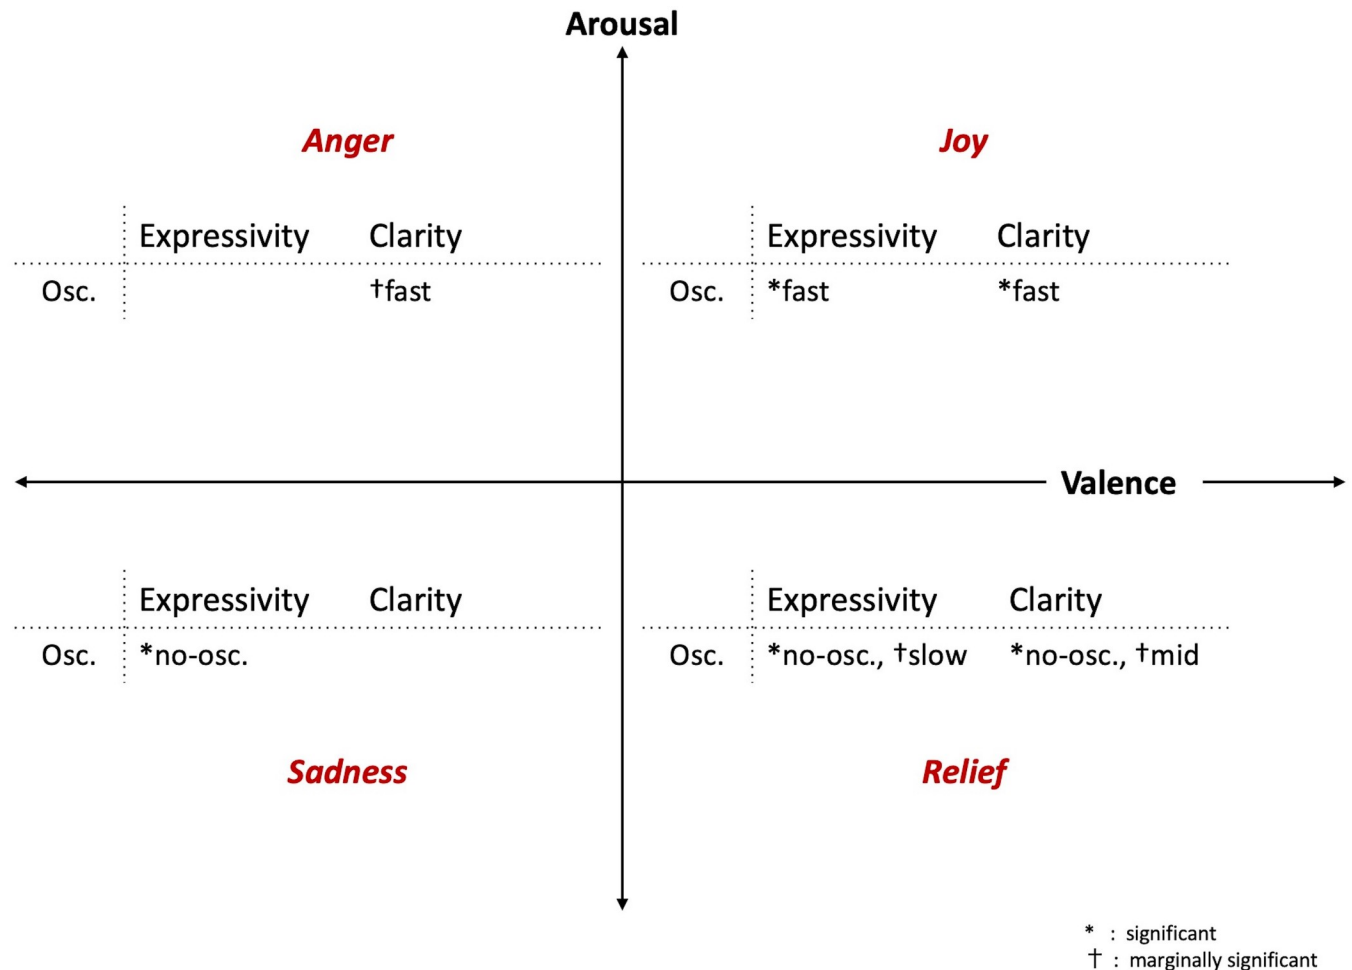 Arousal
Anger
Joy
Expressivity Clarity
Expressivity Clarity
Osc. †fast
Osc. *fast *fast
Valence
Expressivity Clarity
Expressivity Clarity
Osc. *no-osc.
Osc. *no-osc., †slow *no-osc., †mid
Sadness
Relief
* : significant
† : marginally significant